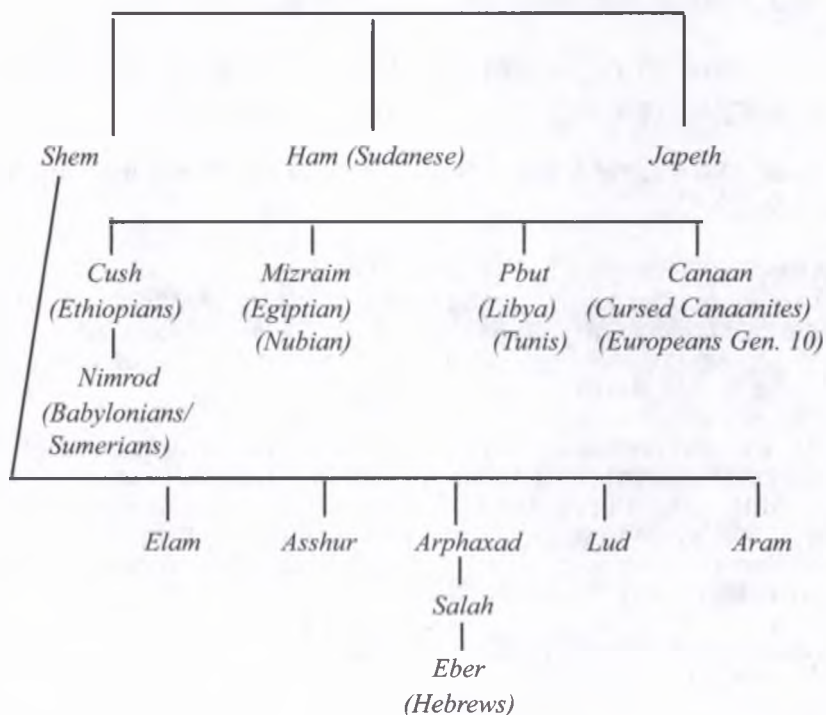 Shem Ham (Sudanese) Japeth
Cush Mizraim Pbut Canaan
(Ethiopians) (Egiptian) (Libya) (Cursed Canaanites)
(Nubian) (Tunis) (Europeans Gen. 10)
Nimrod
(Babylonians/
Sumerians)
Elam Asshur Arphaxad Lud Aram
Salah
Eber
(Hebrews)